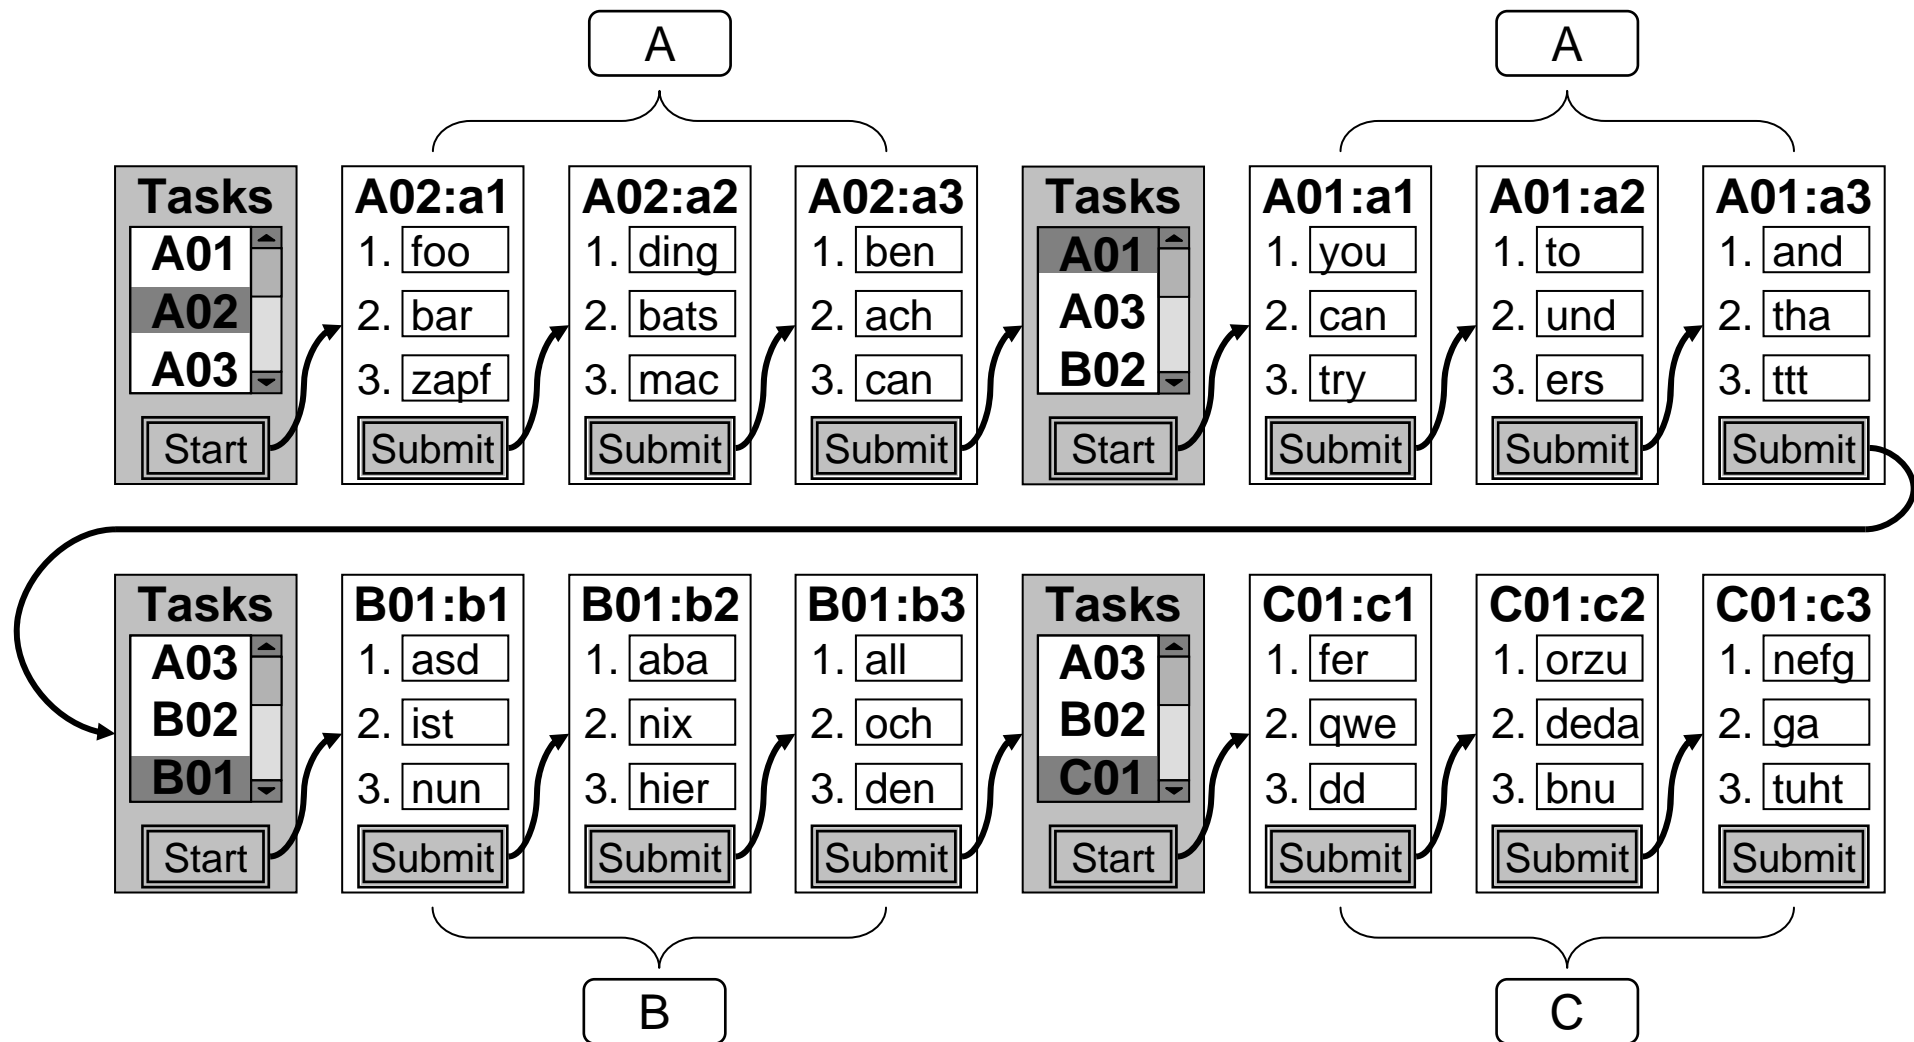 A A
Tasks A02:a1 A02:a2 A02:a3 Tasks A01:a1 A01:a2 A01:a3
A01 1. foo 1. ding 1. ben A01 1. you 1. to 1. and
A02 2. bar 2. bats 2. ach A03 2. can 2. und 2. tha
A03 3. zapf 3. mac 3. can B02 3. try 3. ers 3. ttt
Start Submit Submit Submit Start Submit Submit Submit
Tasks B01:b1 B01:b2 B01:b3 Tasks C01:c1 C01:c2 C01:c3
A03 1. asd 1. aba 1. all A03 1. fer 1. orzu 1. nefg
B02 2. ist 2. nix 2. och B02 2. qwe 2. deda 2. ga
B01 3. nun 3. hier 3. den C01 3. dd 3. bnu 3. tuht
Start Submit Submit Submit Start Submit Submit Submit
B C